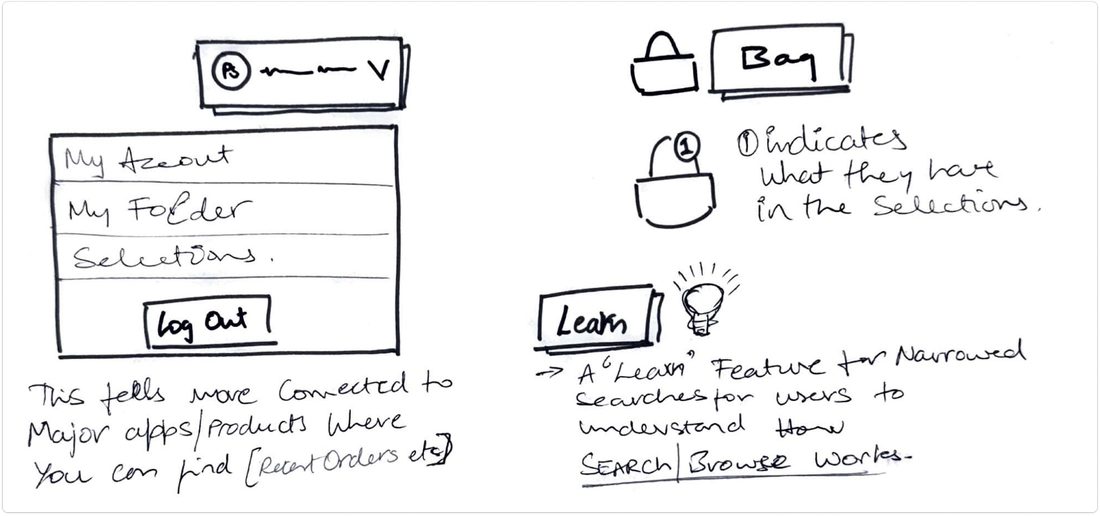 PS
V
My Account
My Folder
Selections.
Log Out
This fells more Connected to
Major apps/products Where
You can find [Recent Orders etc]
Bag
1
① indicates
What they have
in the Selections.
Learn
→ A "Learn" Feature for Narrowed
searches for users to
understand How
SEARCH/BROWSE Works.